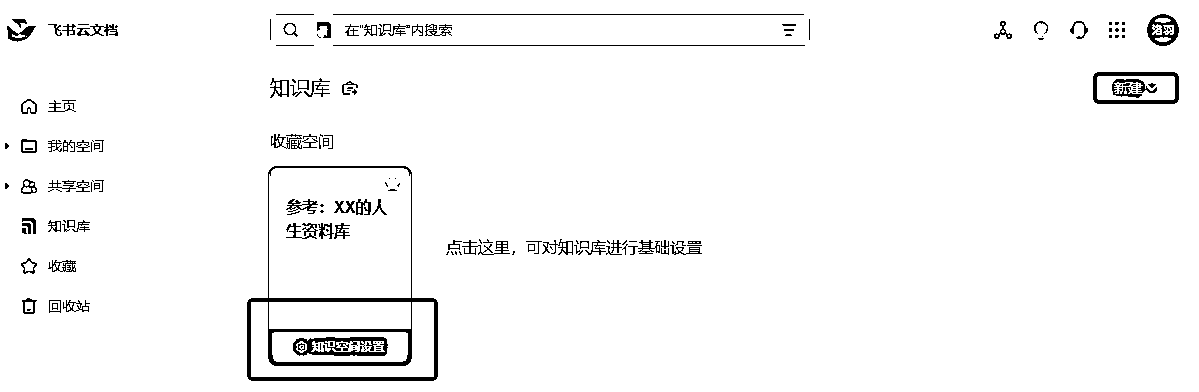 飞书云文档
在"知识库"内搜索
洛羽
主页
我的空间
共享空间
知识库
收藏
回收站
知识库
新建
收藏空间
参考：XX的人
生资料库
点击这里，可对知识库进行基础设置
知识空间设置